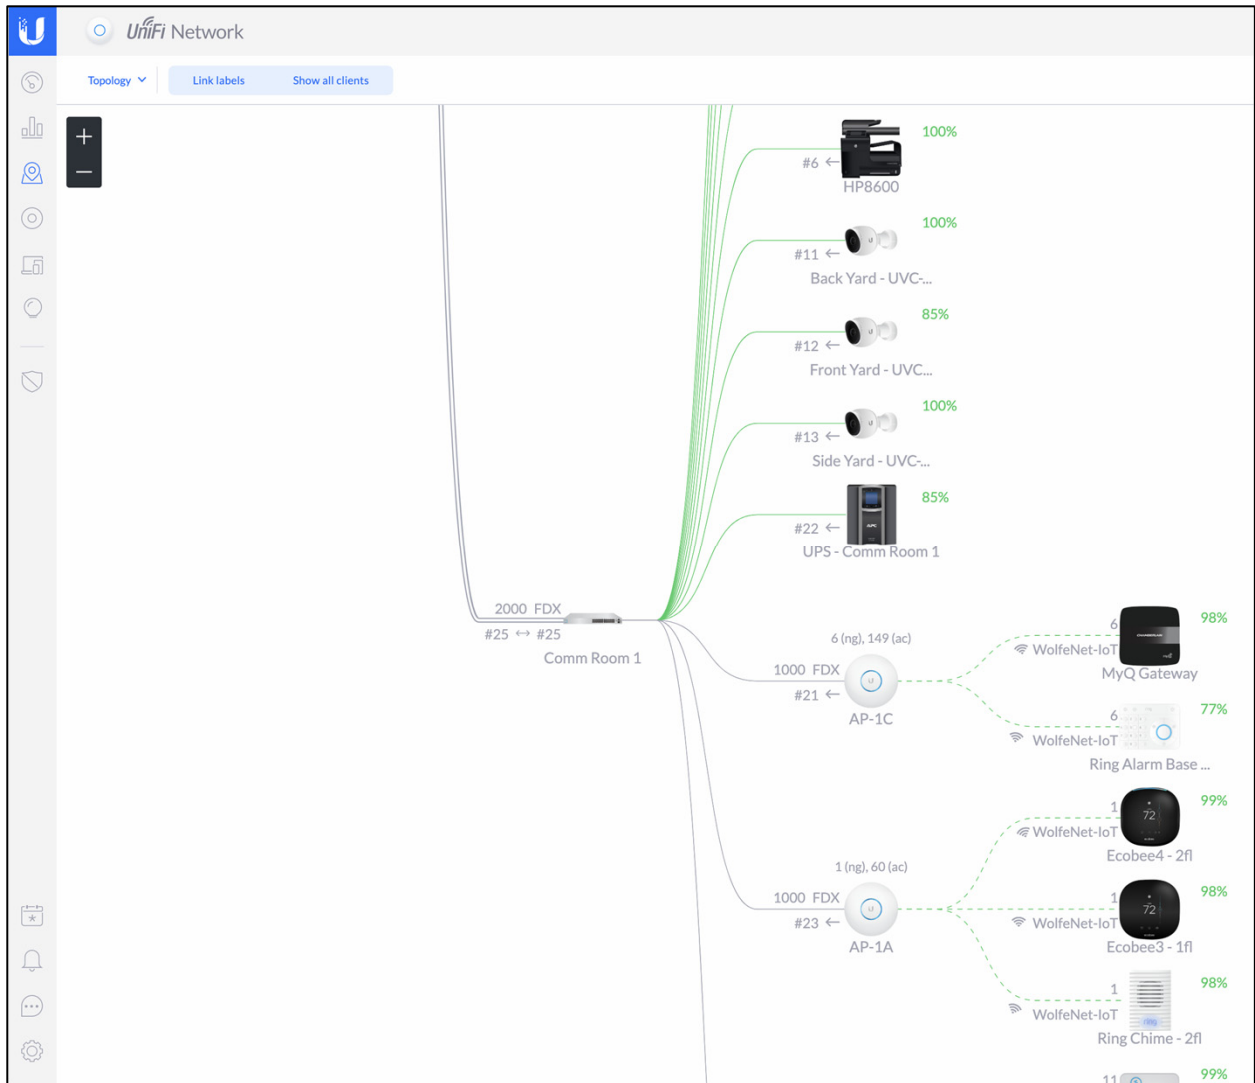 UniFi Network
Topology
Link labels
Show all clients
+
−
100%
#6 ←
HP8600
100%
#11 ←
Back Yard - UVC-...
85%
#12 ←
Front Yard - UVC...
100%
#13 ←
Side Yard - UVC-...
85%
APC
#22 ←
UPS - Comm Room 1
2000 FDX
#25 ↔ #25
Comm Room 1
6 (ng), 149 (ac)
1000 FDX
#21 ←
AP-1C
6
98%
WolfeNet-IoT
MyQ Gateway
6
77%
WolfeNet-IoT
Ring Alarm Base ...
1
99%
72
WolfeNet-IoT
Ecobee4 - 2fl
1 (ng), 60 (ac)
1000 FDX
#23 ←
AP-1A
1
98%
72
WolfeNet-IoT
Ecobee3 - 1fl
1
98%
WolfeNet-IoT
ring
Ring Chime - 2fl
11
99%